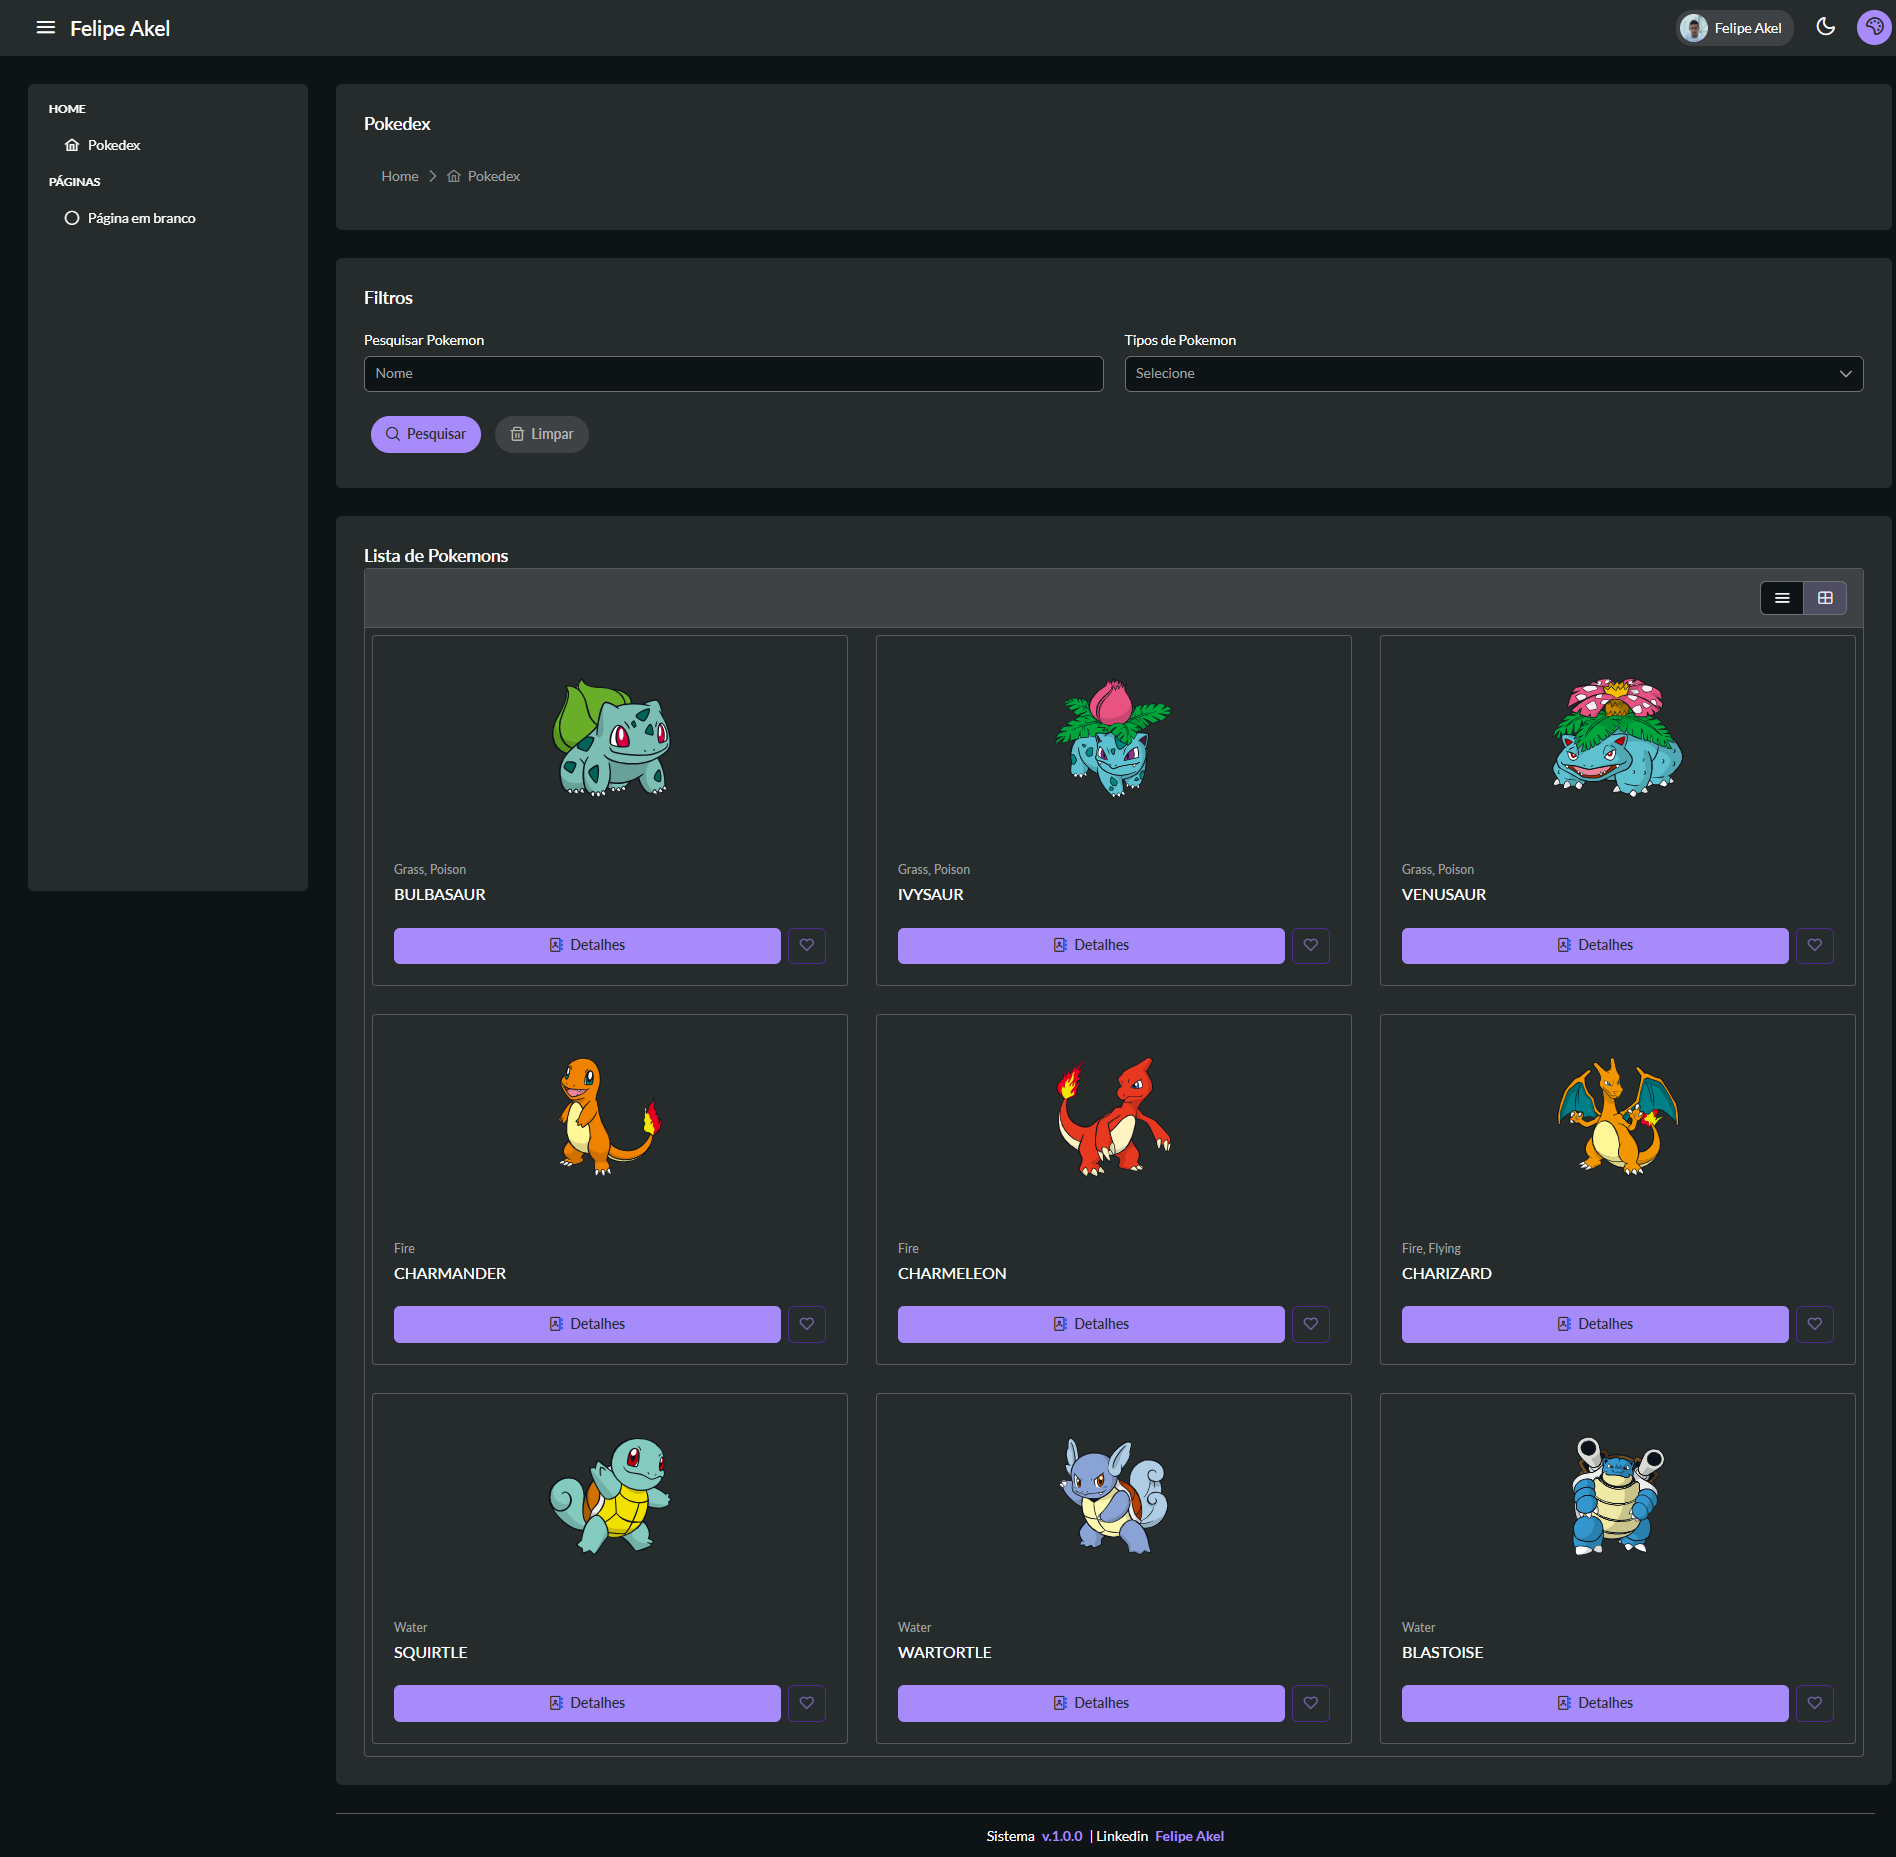 Felipe Akel
Felipe Akel
HOME
Pokedex
PÁGINAS
Página em branco
Pokedex
Home
Pokedex
Filtros
Pesquisar Pokemon
Tipos de Pokemon
Nome
Selecione
Pesquisar
Limpar
Lista de Pokemons
Grass, Poison
BULBASAUR
Detalhes
Grass, Poison
IVYSAUR
Detalhes
Grass, Poison
VENUSAUR
Detalhes
Fire
CHARMANDER
Detalhes
Fire
CHARMELEON
Detalhes
Fire, Flying
CHARIZARD
Detalhes
Water
SQUIRTLE
Detalhes
Water
WARTORTLE
Detalhes
Water
BLASTOISE
Detalhes
Sistema v.1.0.0 | Linkedin Felipe Akel